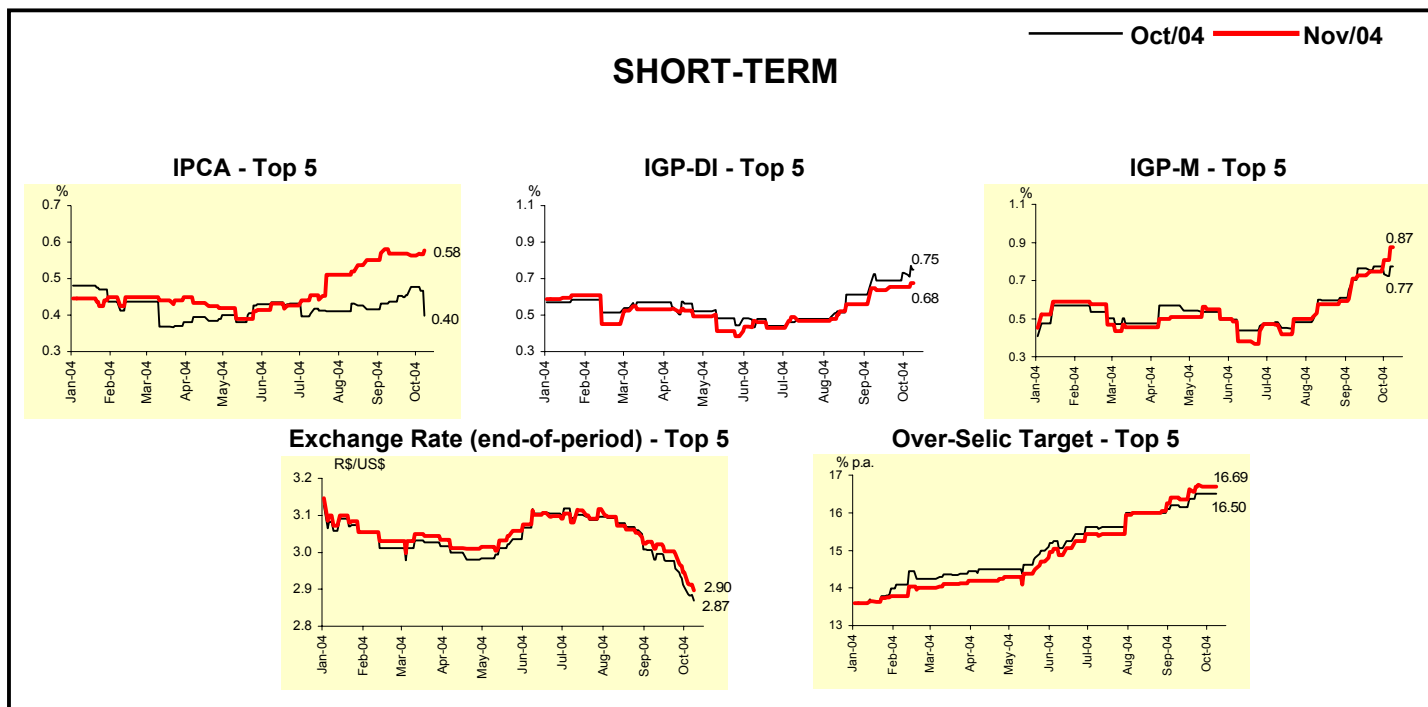 Oct/04 Nov/04
SHORT-TERM
IPCA - Top 5
%
0.7
0.6
0.5
0.4
0.3
0.58
0.40
Jan-04 Feb-04 Mar-04 Apr-04 May-04 Jun-04 Jul-04 Aug-04 Sep-04 Oct-04
IGP-DI - Top 5
%
1.1
0.9
0.7
0.5
0.3
0.75
0.68
Jan-04 Feb-04 Mar-04 Apr-04 May-04 Jun-04 Jul-04 Aug-04 Sep-04 Oct-04
IGP-M - Top 5
%
1.1
0.9
0.7
0.5
0.3
0.87
0.77
Jan-04 Feb-04 Mar-04 Apr-04 May-04 Jun-04 Jul-04 Aug-04 Sep-04 Oct-04
Exchange Rate (end-of-period) - Top 5
R$/US$
3.2
3.1
3.0
2.9
2.8
2.90
2.87
Jan-04 Feb-04 Mar-04 Apr-04 May-04 Jun-04 Jul-04 Aug-04 Sep-04 Oct-04
Over-Selic Target - Top 5
% p.a.
17
16
15
14
13
16.69
16.50
Jan-04 Feb-04 Mar-04 Apr-04 May-04 Jun-04 Jul-04 Aug-04 Sep-04 Oct-04